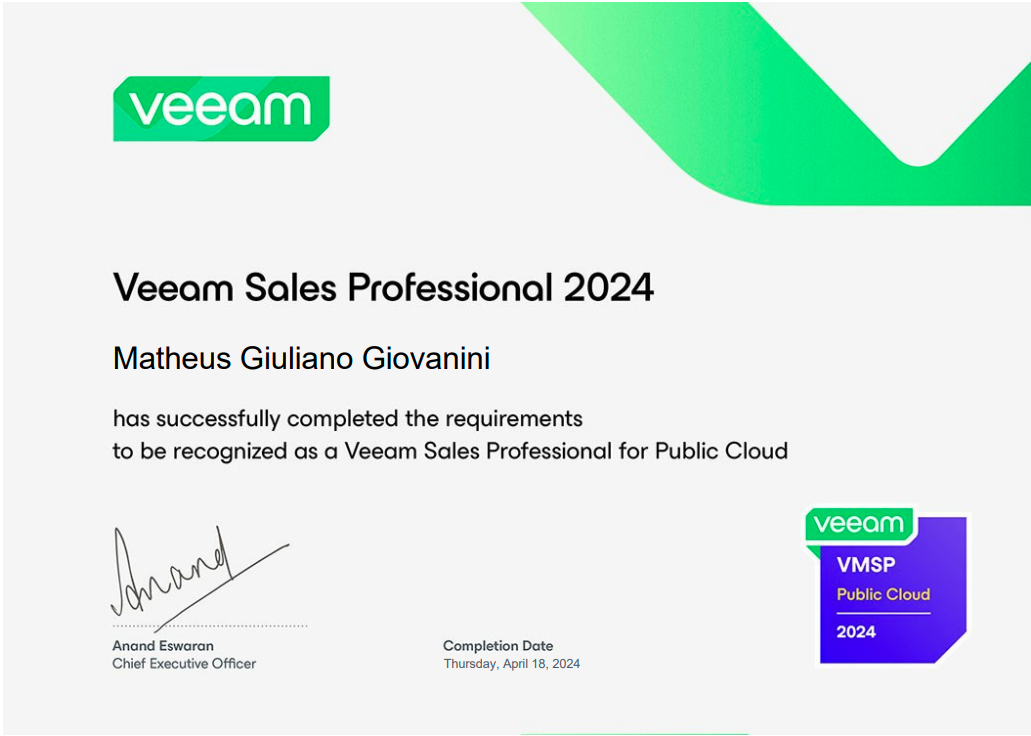 veeam
Veeam Sales Professional 2024
Matheus Giuliano Giovanini
has successfully completed the requirements
to be recognized as a Veeam Sales Professional for Public Cloud
Anand
Anand Eswaran
Chief Executive Officer
Completion Date
Thursday, April 18, 2024
veeam
VMSP
Public Cloud
2024